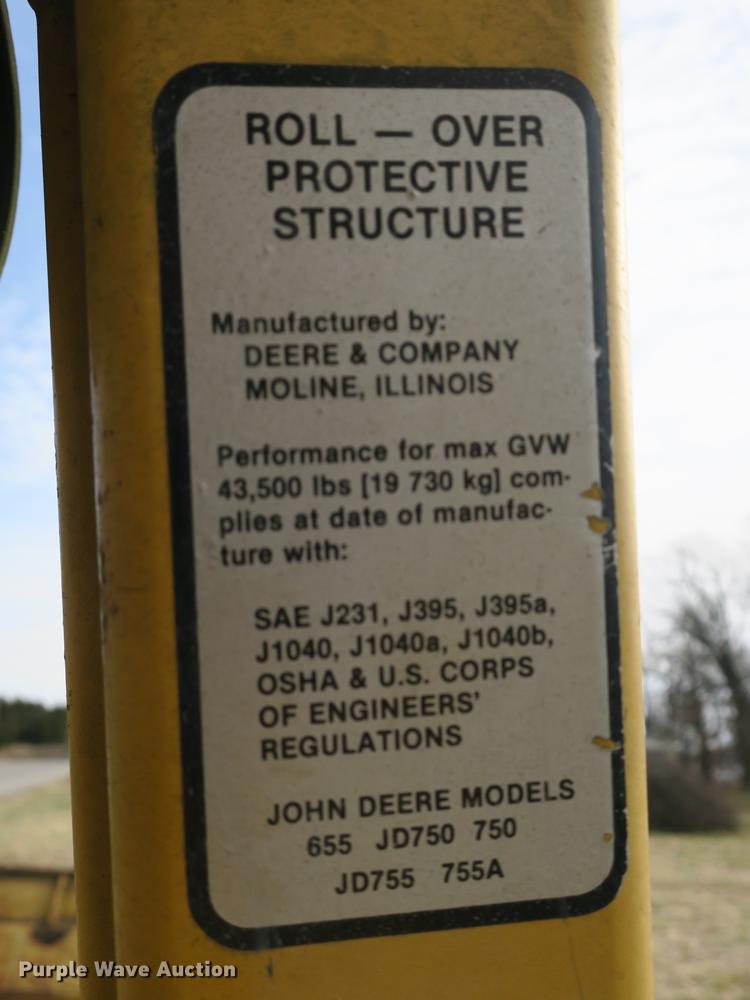 ROLL — OVER
PROTECTIVE
STRUCTURE
Manufactured by:
DEERE & COMPANY
MOLINE, ILLINOIS
Performance for max GVW
43,500 lbs [19 730 kg] com-
plies at date of manufac-
ture with:
SAE J231, J395, J395a,
J1040, J1040a, J1040b,
OSHA & U.S. CORPS
OF ENGINEERS'
REGULATIONS
JOHN DEERE MODELS
655 JD750 750
JD755 755A
Purple Wave Auction